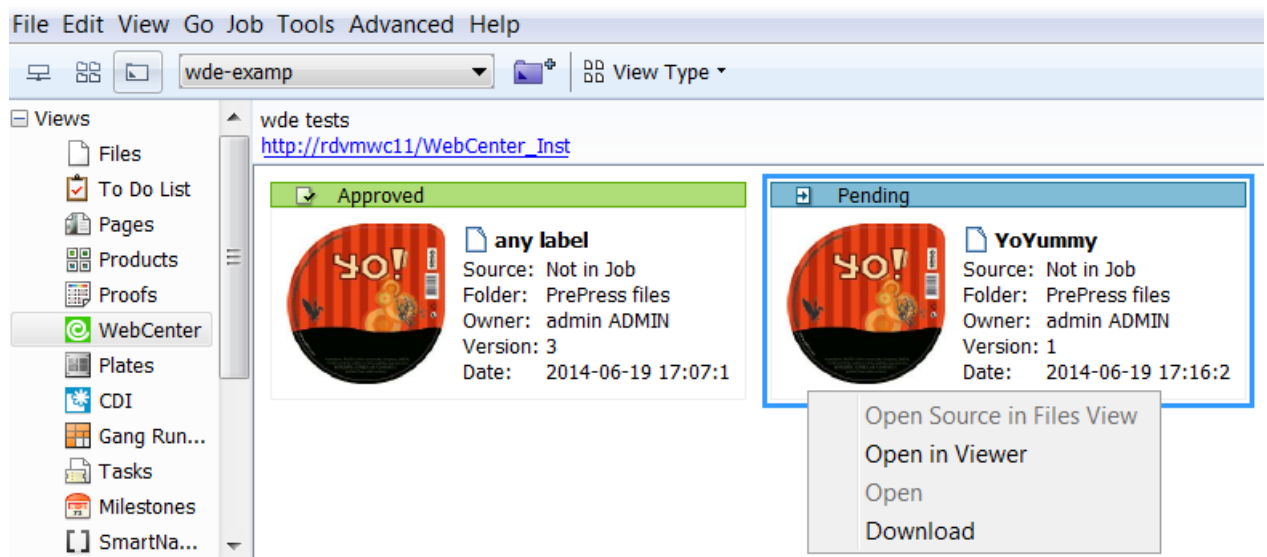 File Edit View Go Job Tools Advanced Help
wde-examp
View Type
Views
Files
To Do List
Pages
Products
Proofs
WebCenter
Plates
CDI
Gang Run...
Tasks
Milestones
SmartNa...
wde tests
http://rdvmwc11/WebCenter_Inst
Approved
YO!
any label
Source: Not in Job
Folder: PrePress files
Owner: admin ADMIN
Version: 3
Date: 2014-06-19 17:07:1
Pending
YO!
YoYummy
Source: Not in Job
Folder: PrePress files
Owner: admin ADMIN
Version: 1
Date: 2014-06-19 17:16:2
Open Source in Files View
Open in Viewer
Open
Download